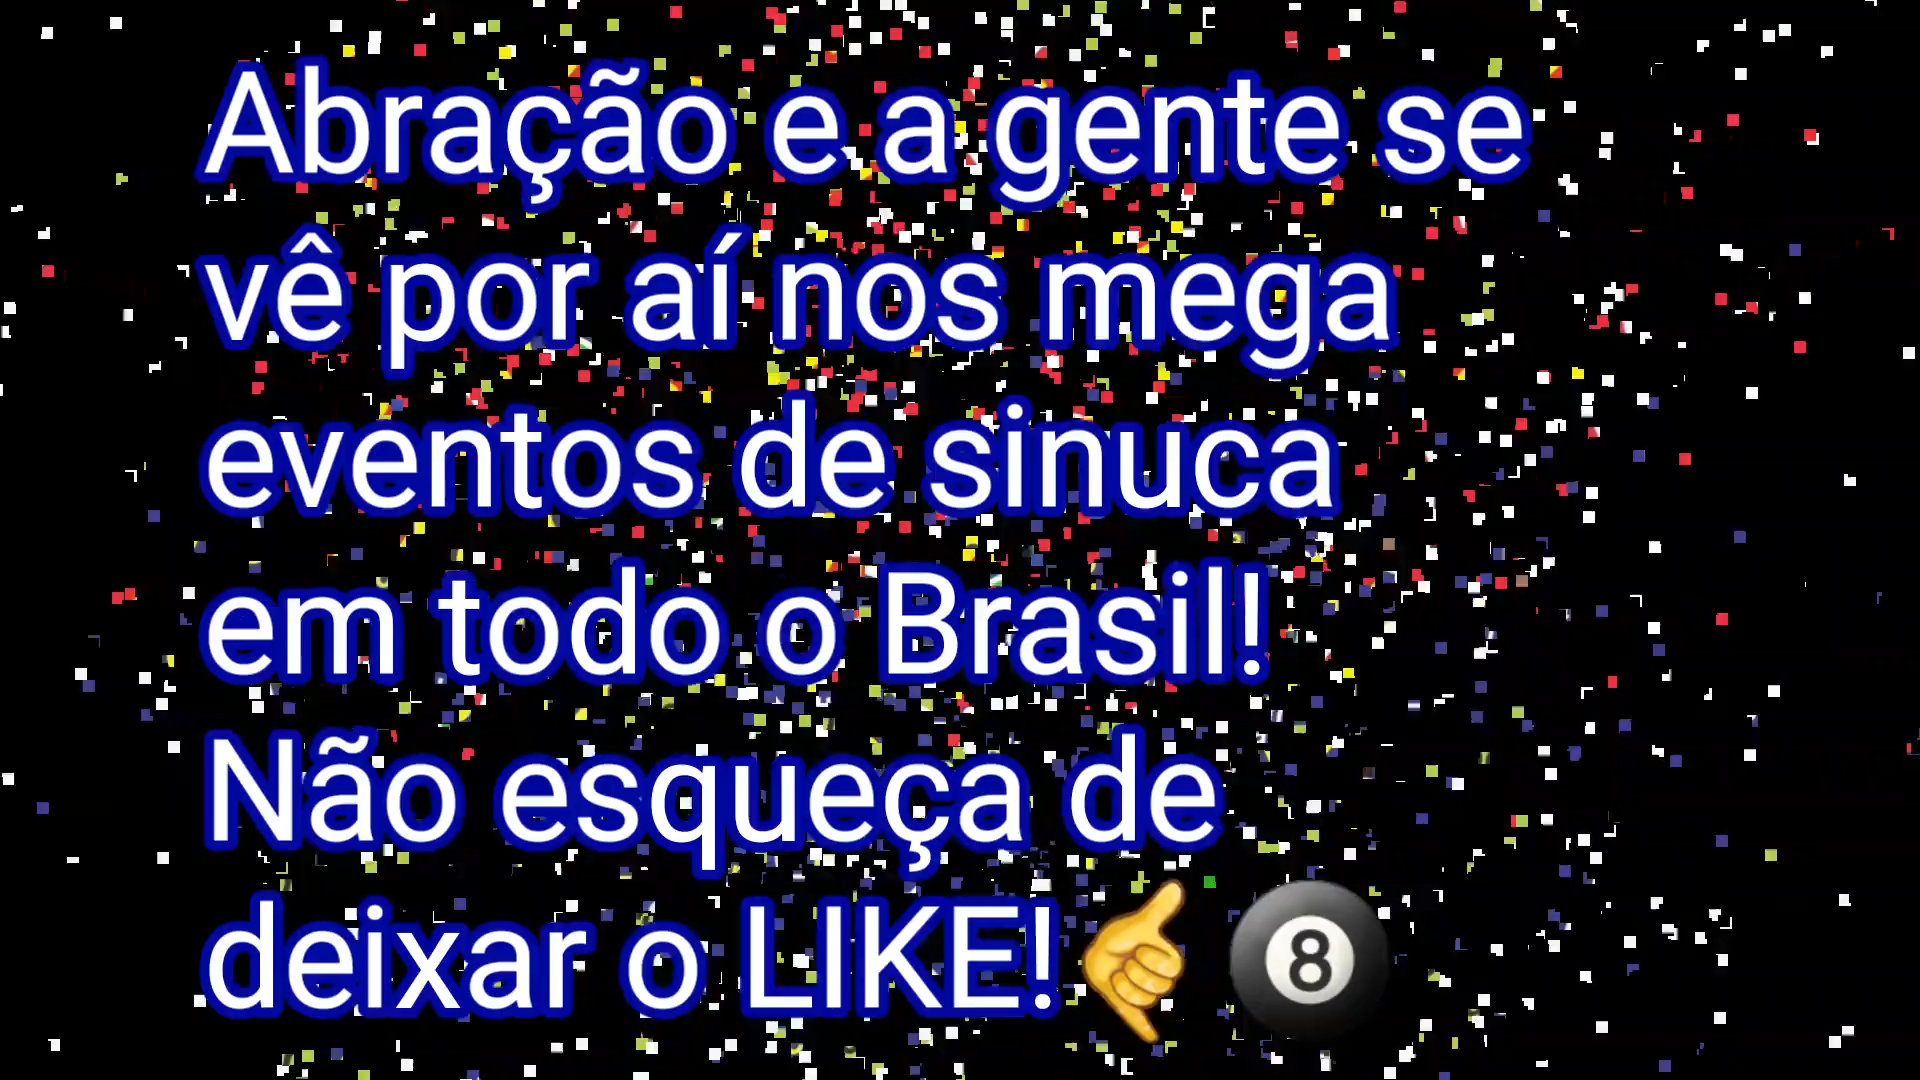 Abração e a gente se
vê por aí nos mega
eventos de sinuca
em todo o Brasil!
Não esqueça de
deixar o LIKE!🤙 🎱